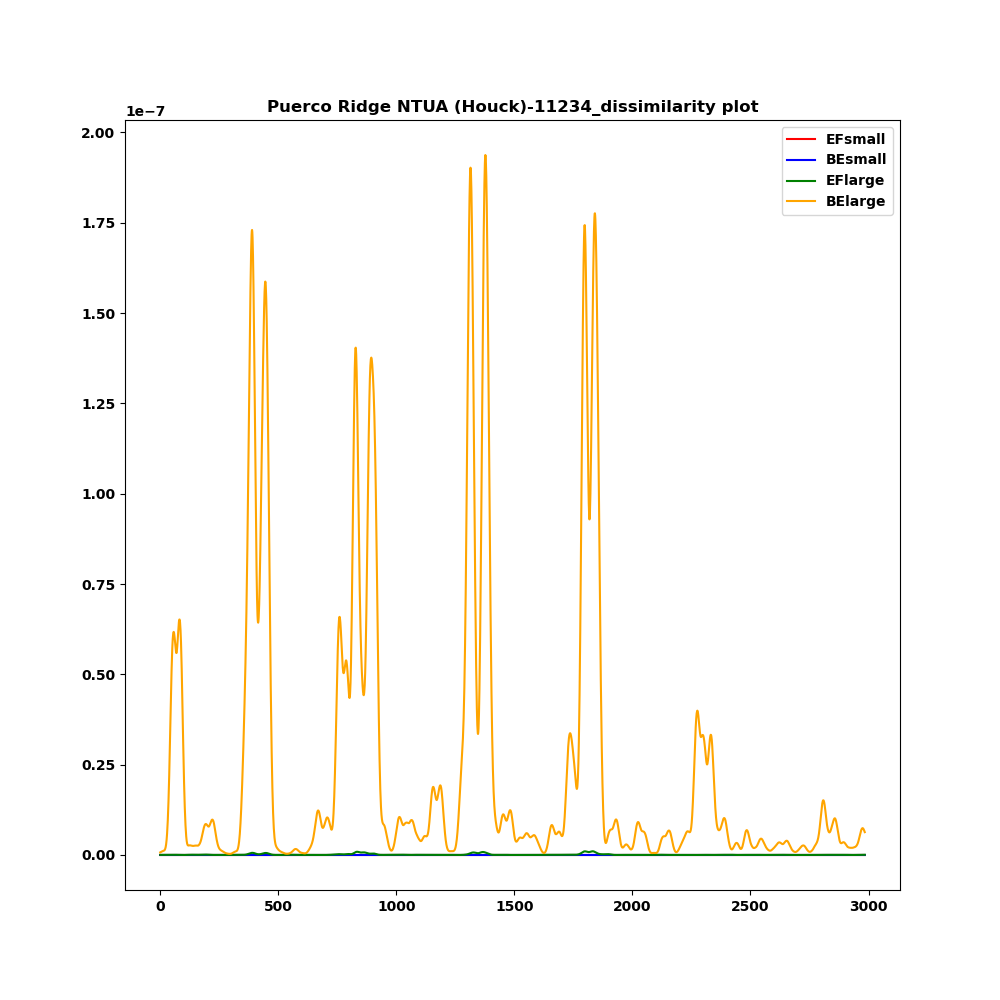 Puerco Ridge NTUA (Houck)-11234_dissimilarity plot
1e−7
2.00
1.75
1.50
1.25
1.00
0.75
0.50
0.25
0.00
0 500 1000 1500 2000 2500 3000
EFsmall
BEsmall
EFlarge
BElarge